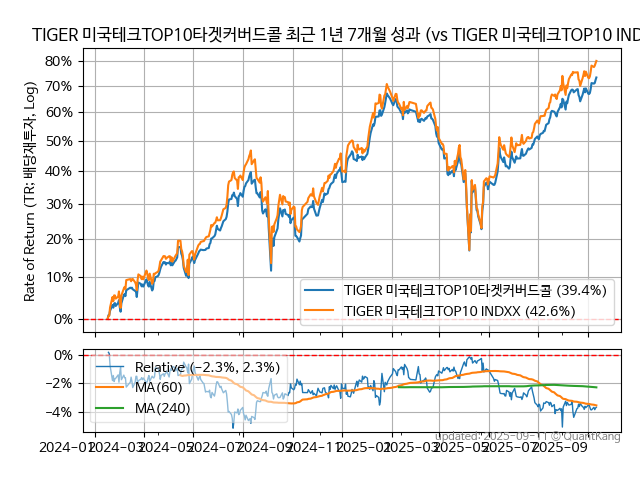 TIGER 미국테크TOP10타겟커버드콜 최근 1년 7개월 성과 (vs TIGER 미국테크TOP10 IND
80%
70%
60%
50%
40%
30%
20%
10%
0%
Rate of Return (TR: 배당재투자, Log)
TIGER 미국테크TOP10타겟커버드콜 (39.4%)
TIGER 미국테크TOP10 INDXX (42.6%)
0%
−2%
−4%
Relative (−2.3%, 2.3%)
MA(60)
MA(240)
Updated: 2025-09-11 © QuantKang
2024-01 2024-03 2024-05 2024-07 2024-09 2024-11 2025-01 2025-03 2025-05 2025-07 2025-09